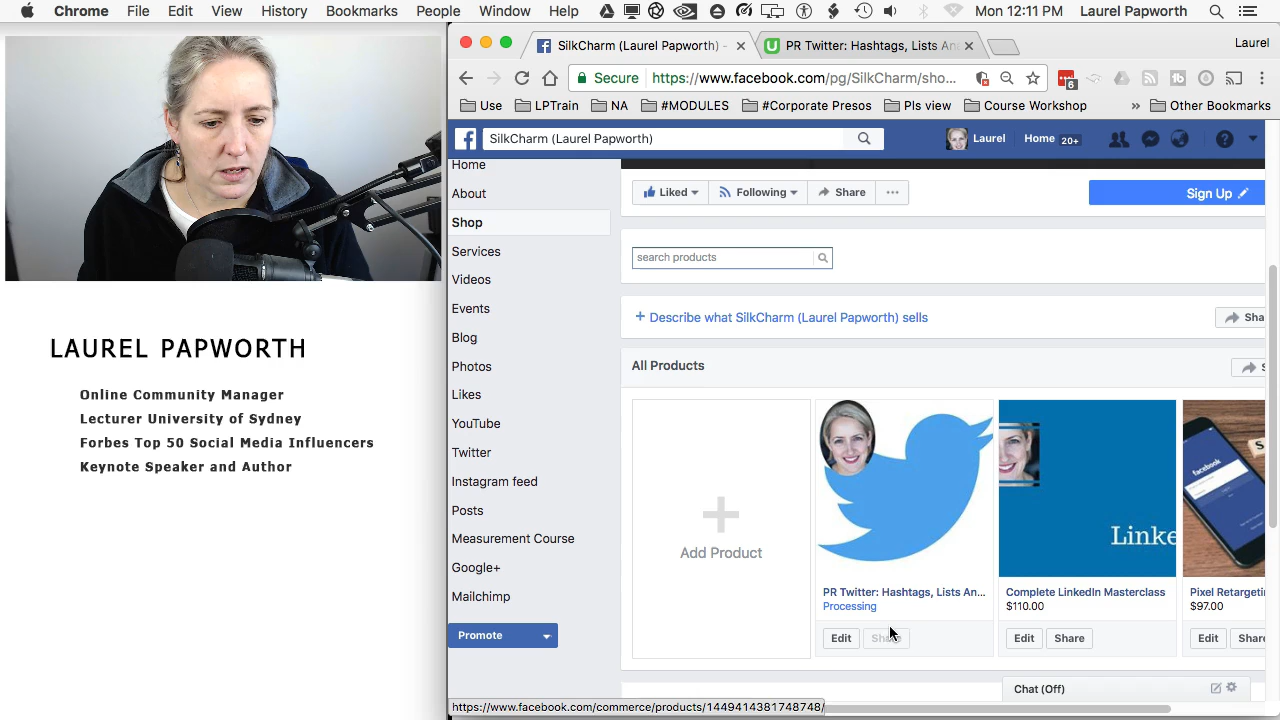 Chrome File Edit View History Bookmarks People Window Help Mon 12:11 PM Laurel Papworth
SilkCharm (Laurel Papworth) - PR Twitter: Hashtags, Lists An Laurel
Secure https://www.facebook.com/pg/SilkCharm/sho... 6
Use LPTrain NA #MODULES #Corporate Presos Pls view Course Workshop » Other Bookmarks
SilkCharm (Laurel Papworth) Laurel Home 20+
Home
About
Shop
Services
Videos
Events
Blog
Photos
Likes
YouTube
Twitter
Instagram feed
Posts
Measurement Course
Google+
Mailchimp
Promote
Liked Following Share ... Sign Up
search products
+ Describe what SilkCharm (Laurel Papworth) sells Sha
All Products S
Add Product
PR Twitter: Hashtags, Lists An...
Processing
Edit
Linke
Complete LinkedIn Masterclass
$110.00
Edit Share
facebook
S
Pixel Retargeti
$97.00
Edit Share
Chat (Off)
https://www.facebook.com/commerce/products/1449414381748748/
LAUREL PAPWORTH
Online Community Manager
Lecturer University of Sydney
Forbes Top 50 Social Media Influencers
Keynote Speaker and Author